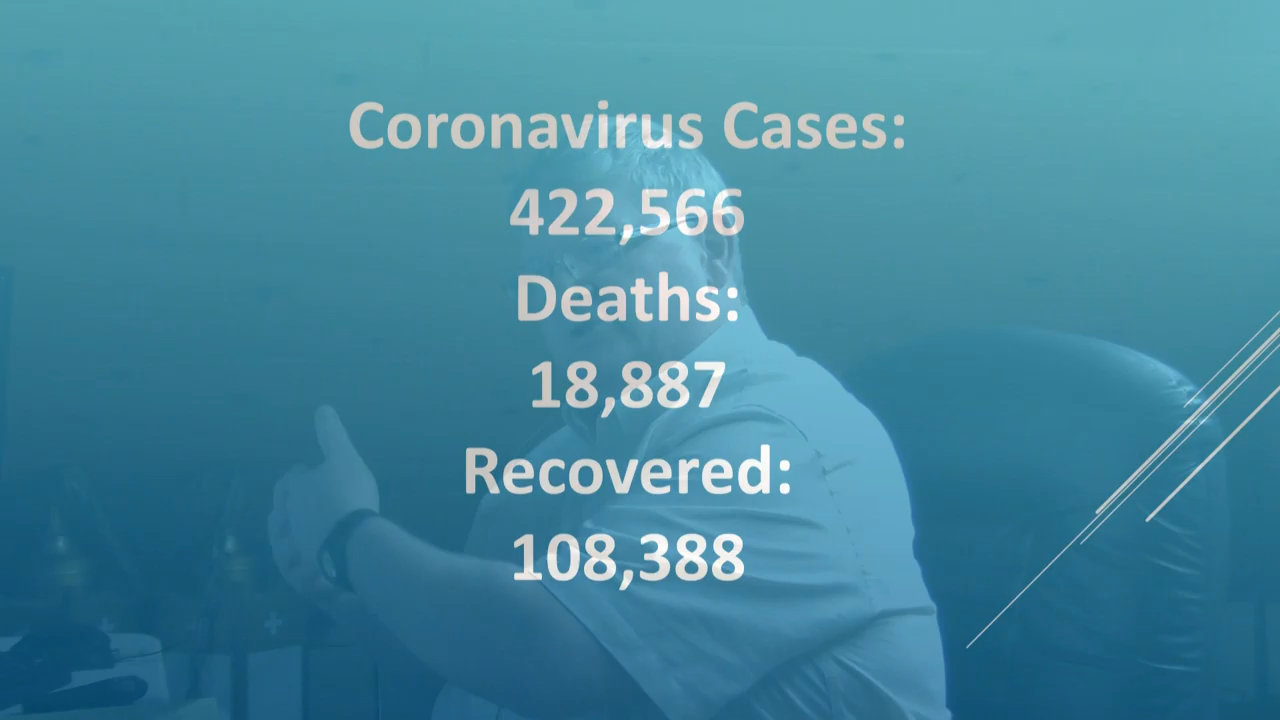 Coronavirus Cases:
422,566
Deaths:
18,887
Recovered:
108,388